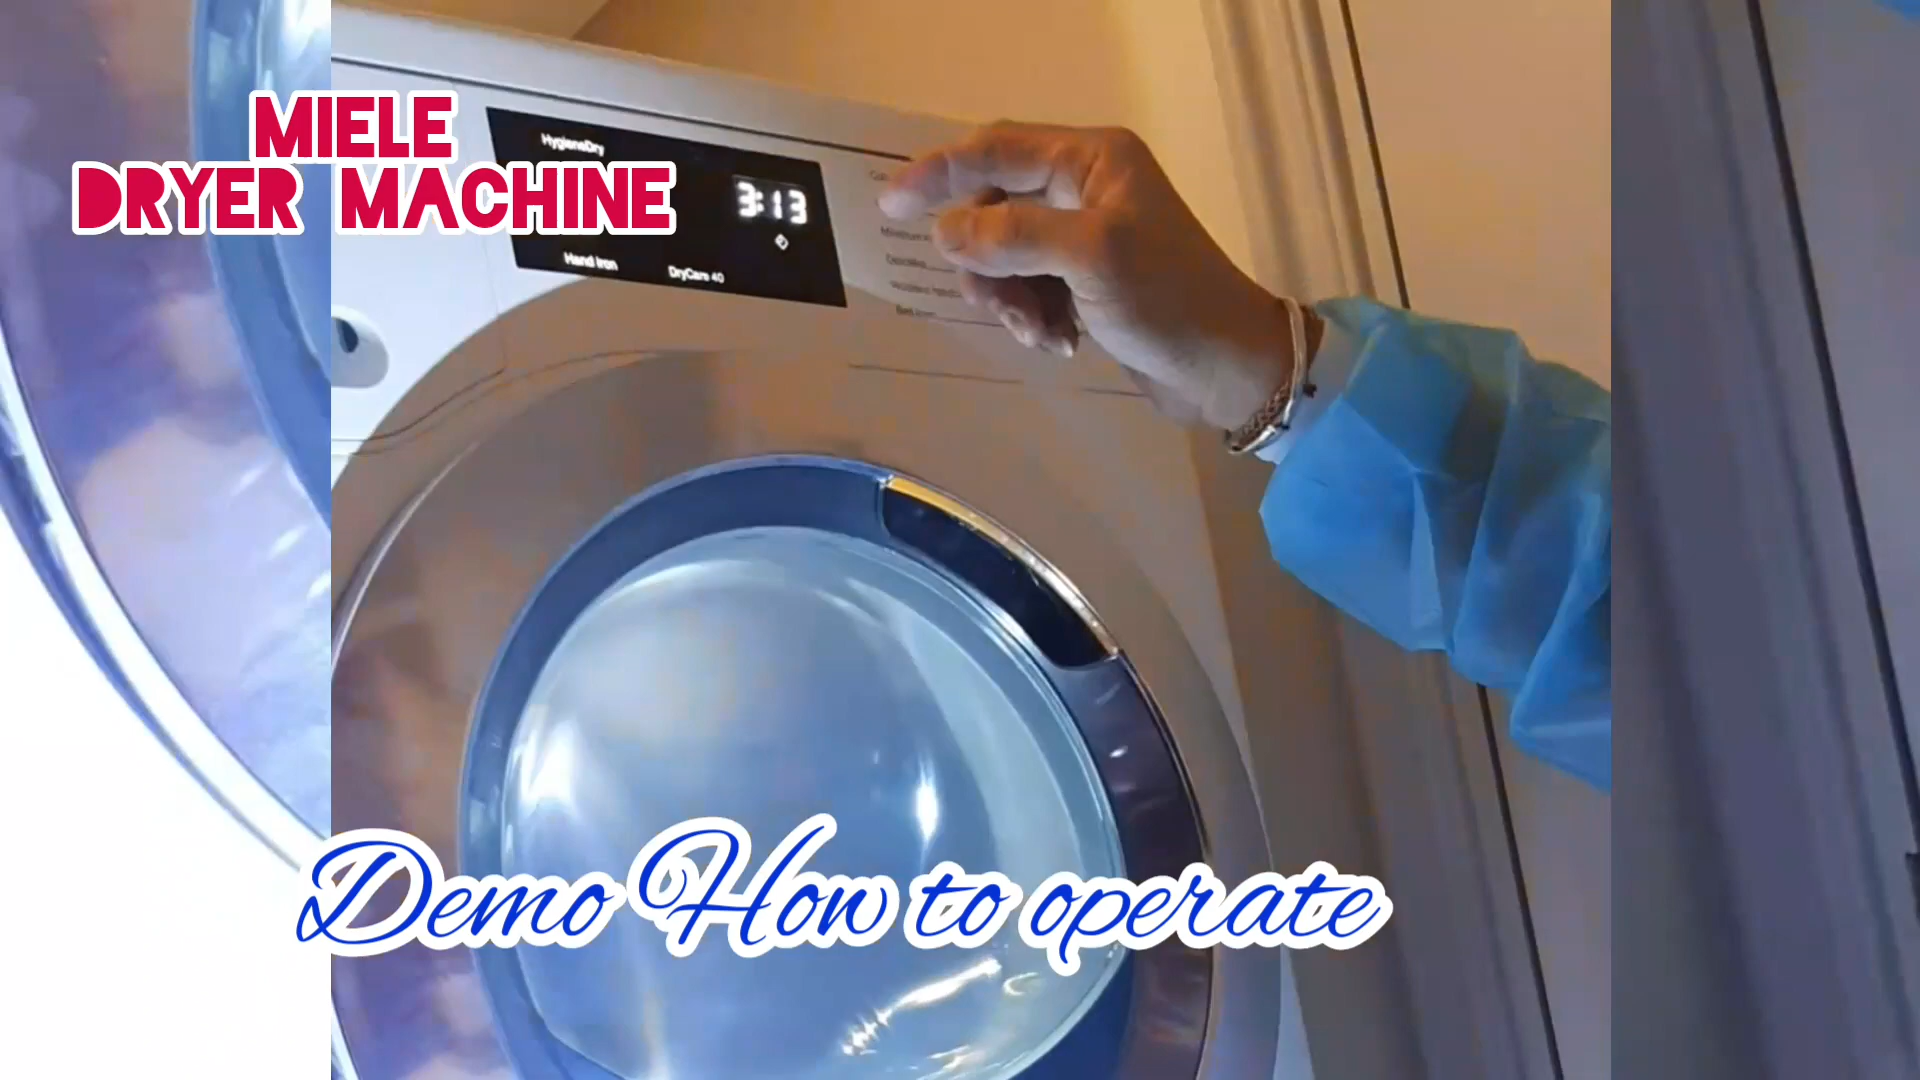 MIELE
DRYER MACHINE
HygieneDry
3:13
Hand Iron
DryCare 40
Demo How to operate